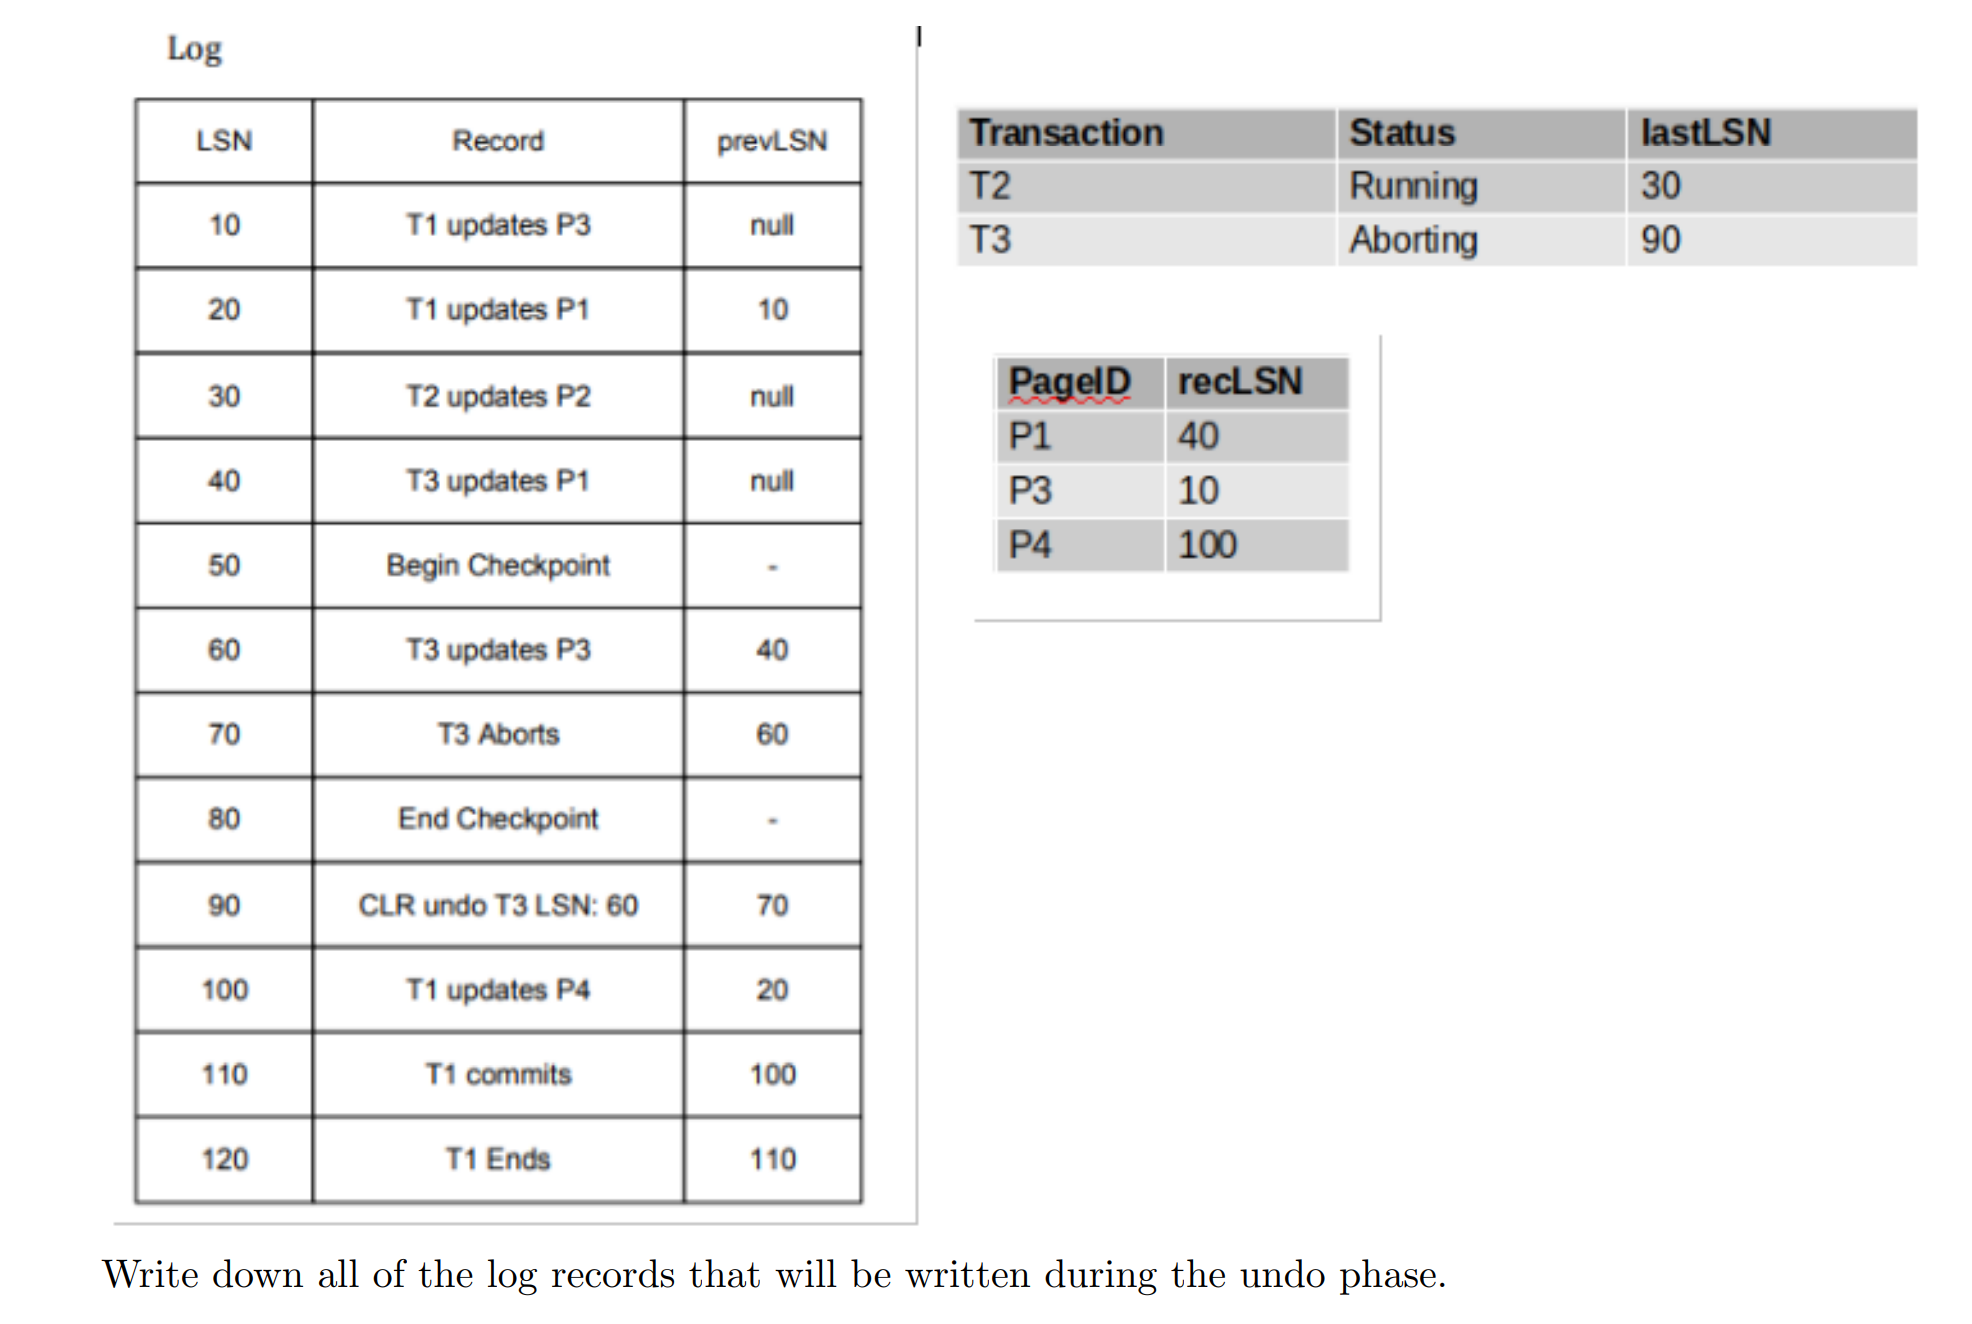 Log
LSN Record prevLSN
10 T1 updates P3 null
20 T1 updates P1 10
30 T2 updates P2 null
40 T3 updates P1 null
50 Begin Checkpoint -
60 T3 updates P3 40
70 T3 Aborts 60
80 End Checkpoint -
90 CLR undo T3 LSN: 60 70
100 T1 updates P4 20
110 T1 commits 100
120 T1 Ends 110
Transaction Status lastLSN
T2 Running 30
T3 Aborting 90
PageID recLSN
P1 40
P3 10
P4 100
Write down all of the log records that will be written during the undo phase.